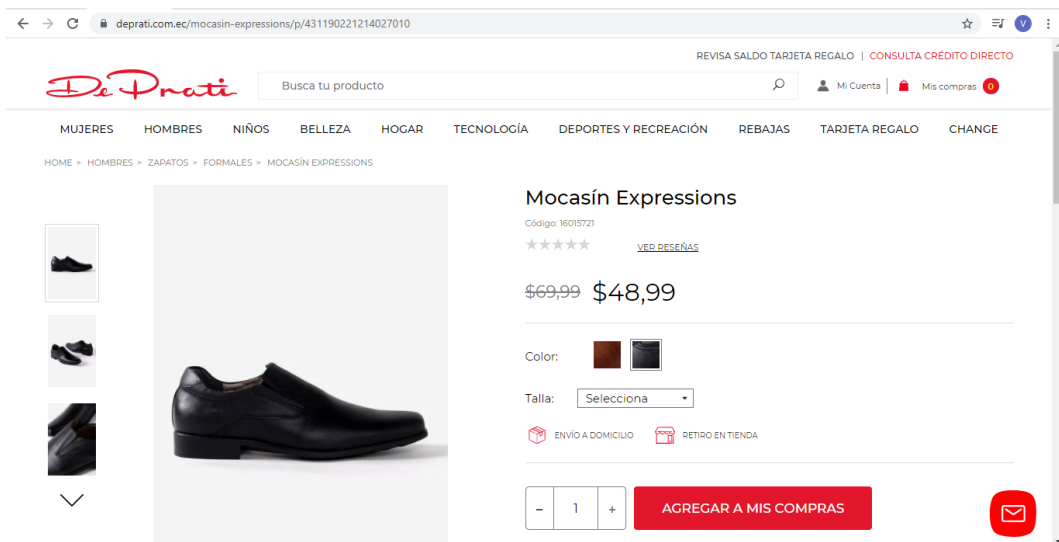 deprati.com.ec/mocasin-expressions/p/431190221214027010
V
REVISA SALDO TARJETA REGALO | CONSULTA CRÉDITO DIRECTO
De Prati
Busca tu producto
Mi Cuenta | Mis compras 0
MUJERES HOMBRES NIÑOS BELLEZA HOGAR TECNOLOGÍA DEPORTES Y RECREACIÓN REBAJAS TARJETA REGALO CHANGE
HOME > HOMBRES > ZAPATOS > FORMALES > MOCASÍN EXPRESSIONS
Mocasín Expressions
Código: 16015721
VER RESEÑAS
$69,99 $48,99
Color:
Talla: Selecciona
ENVÍO A DOMICILIO RETIRO EN TIENDA
- 1 + AGREGAR A MIS COMPRAS